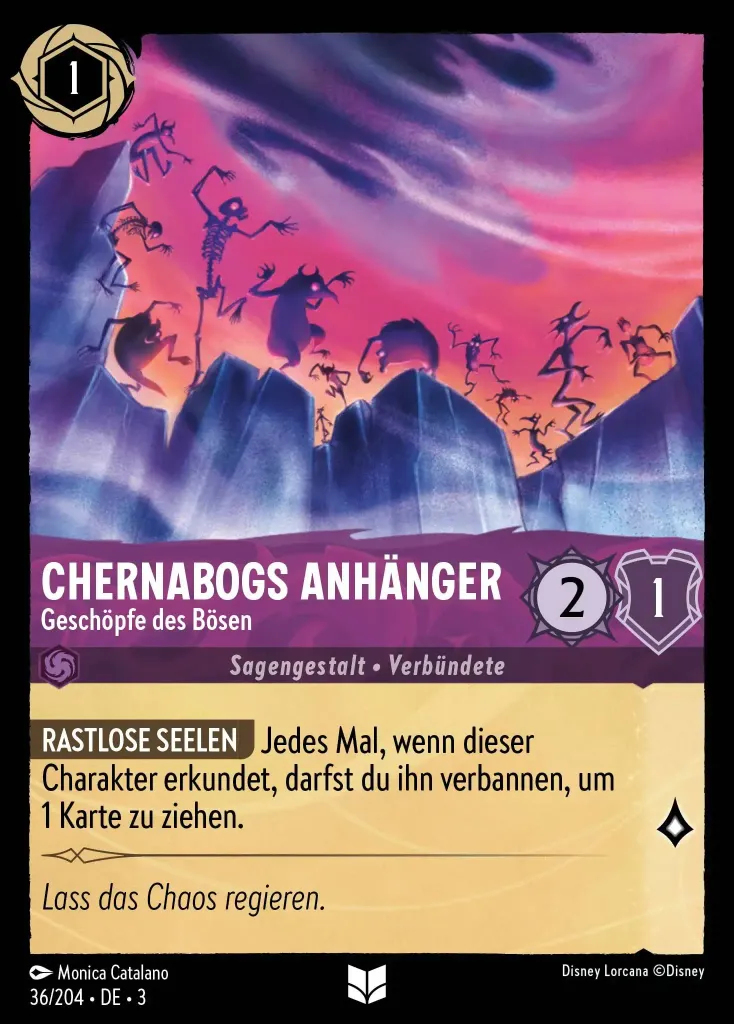 1
CHERNABOGS ANHÄNGER
Geschöpfe des Bösen
2
1
Sagengestalt • Verbündete
RASTLOSE SEELEN Jedes Mal, wenn dieser
Charakter erkundet, darfst du ihn verbannen, um
1 Karte zu ziehen.
Lass das Chaos regieren.
Monica Catalano
Disney Lorcana ©Disney
36/204 • DE • 3